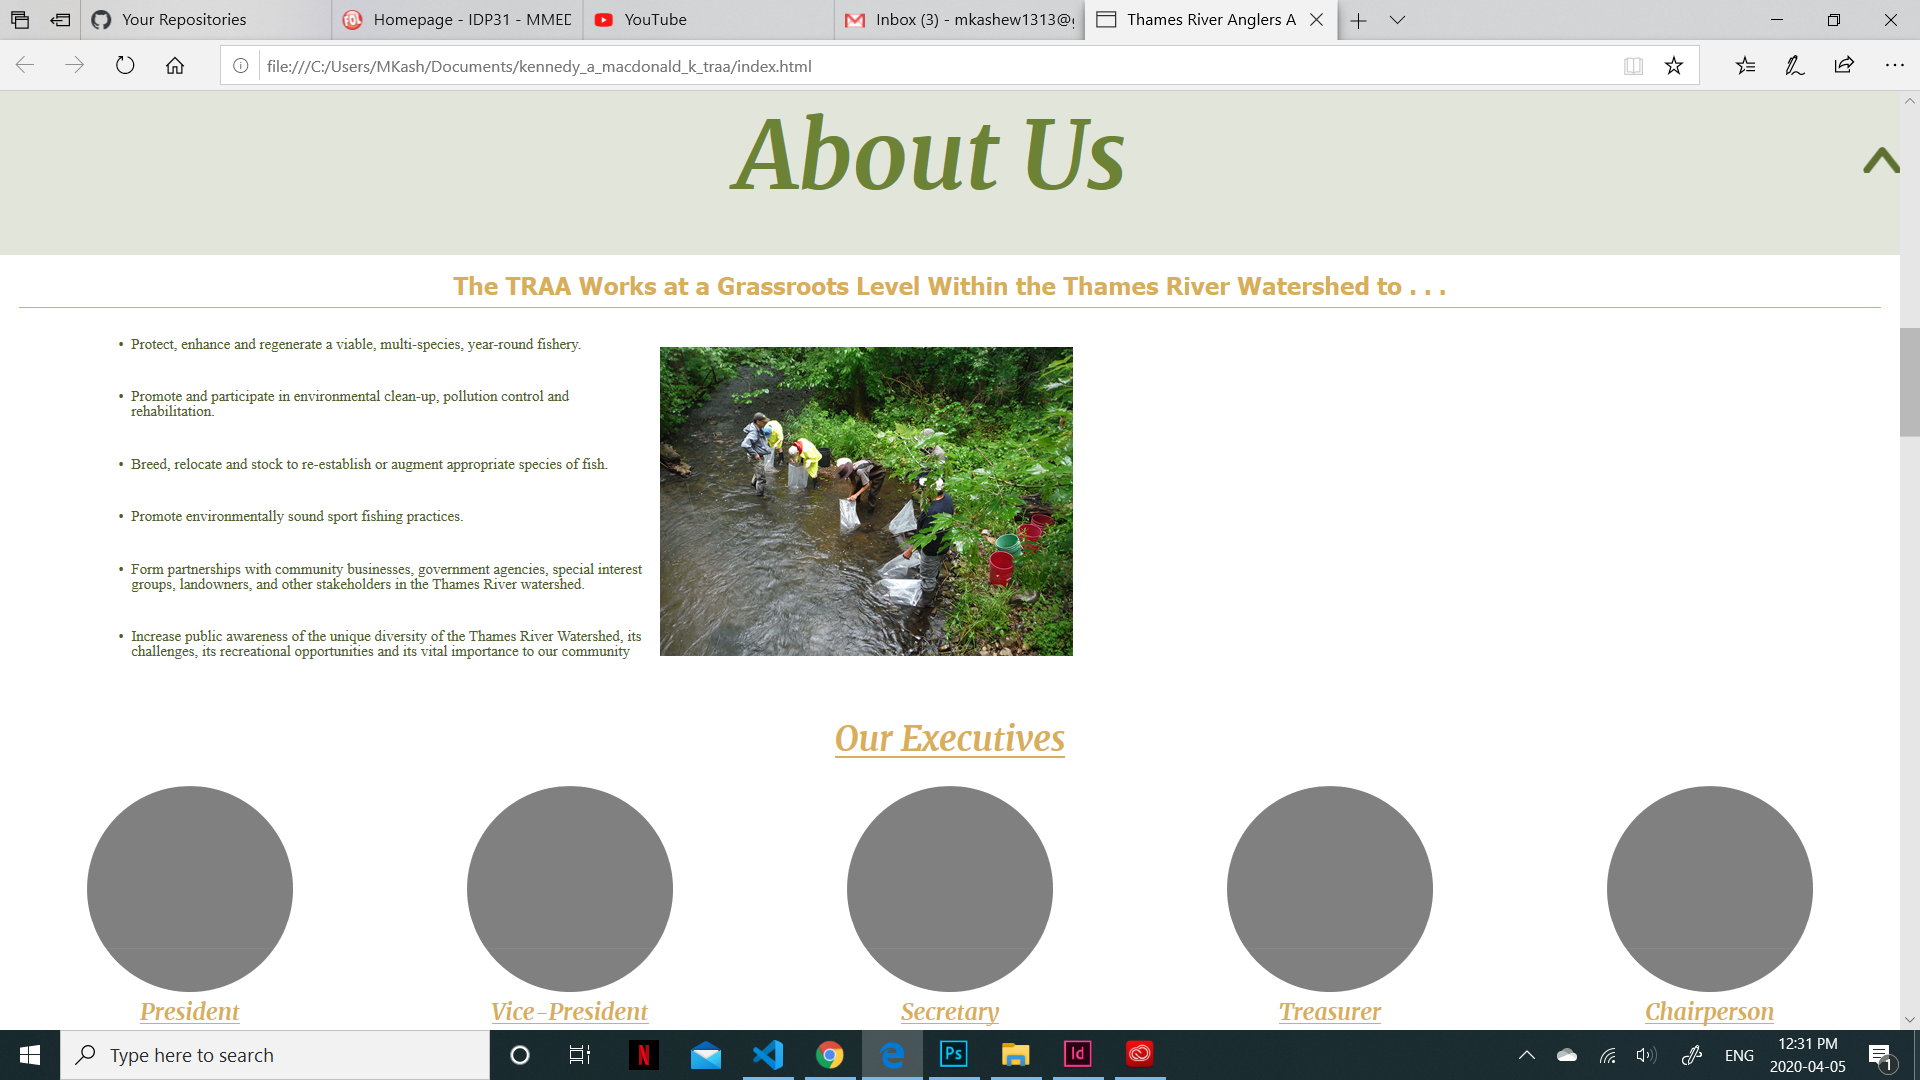 Your Repositories
Homepage - IDP31 - MMED
YouTube
Inbox (3) - mkashew1313@g
Thames River Anglers A
file:///C:/Users/MKash/Documents/kennedy_a_macdonald_k_traa/index.html
About Us
The TRAA Works at a Grassroots Level Within the Thames River Watershed to . . .
• Protect, enhance and regenerate a viable, multi-species, year-round fishery.
• Promote and participate in environmental clean-up, pollution control and
rehabilitation.
• Breed, relocate and stock to re-establish or augment appropriate species of fish.
• Promote environmentally sound sport fishing practices.
• Form partnerships with community businesses, government agencies, special interest
groups, landowners, and other stakeholders in the Thames River watershed.
• Increase public awareness of the unique diversity of the Thames River Watershed, its
challenges, its recreational opportunities and its vital importance to our community
Our Executives
President
Vice-President
Secretary
Treasurer
Chairperson
Type here to search
N
Ps
Id
ENG
12:31 PM
2020-04-05
1